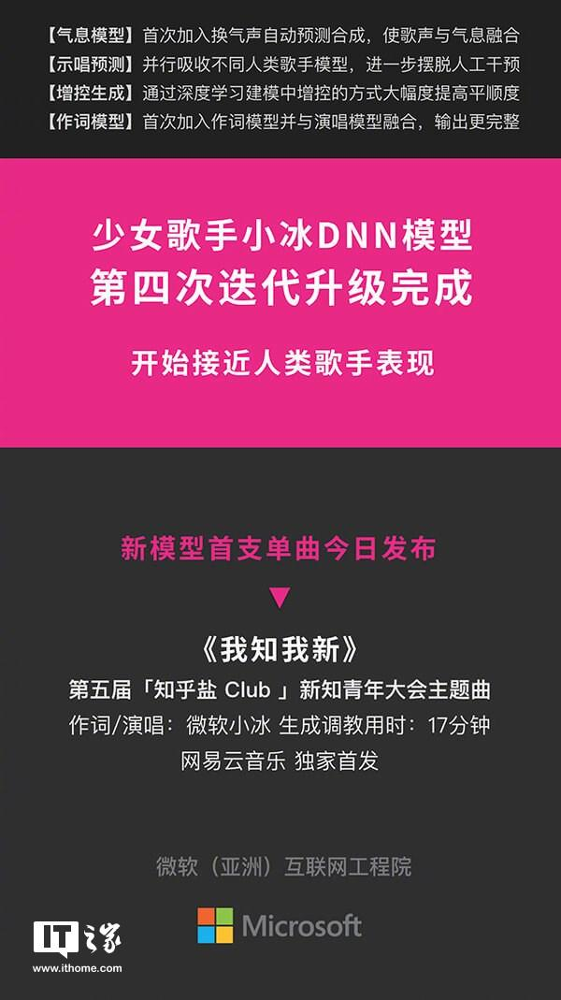 【气息模型】首次加入换气声自动预测合成，使歌声与气息融合
【示唱预测】并行吸收不同人类歌手模型，进一步摆脱人工干预
【增控生成】通过深度学习建模中增控的方式大幅度提高平顺度
【作词模型】首次加入作词模型并与演唱模型融合，输出更完整
少女歌手小冰DNN模型
第四次迭代升级完成
开始接近人类歌手表现
新模型首支单曲今日发布
《我知我新》
第五届「知乎盐 Club 」新知青年大会主题曲
作词/演唱：微软小冰 生成调教用时：17分钟
网易云音乐 独家首发
微软（亚洲）互联网工程院
Microsoft
IT之家
www.ithome.com